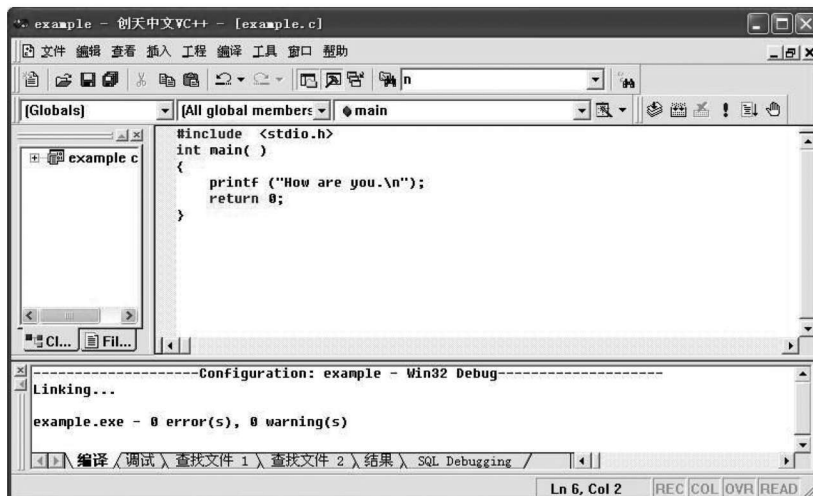 example - 创天中文VC++ - [example.c]
文件 编辑 查看 插入 工程 编译 工具 窗口 帮助
n
(Globals) (All global members main
#include <stdio.h>
int main( )
{
printf ("How are you.\n");
return 0;
}
example c
Cl... Fil...
--------------------Configuration: example - Win32 Debug--------------------
Linking...
example.exe - 0 error(s), 0 warning(s)
编译 调试 查找文件 1 查找文件 2 结果 SQL Debugging
Ln 6, Col 2 REC COL OVR READ